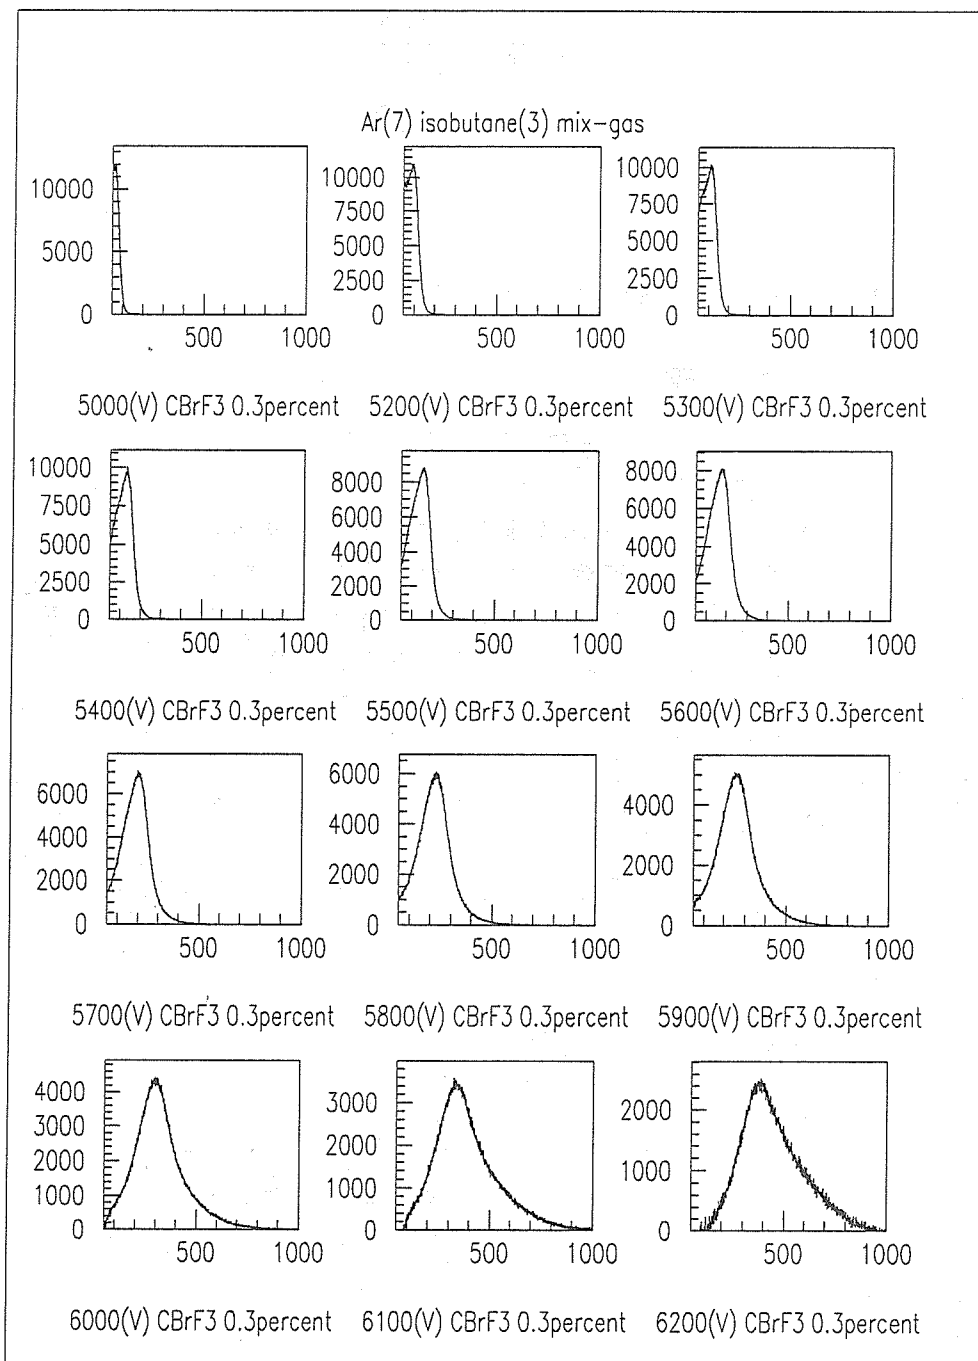 Ar(7) isobutane(3) mix-gas
10000 5000 0 500 1000
10000 7500 5000 2500 0 500 1000
10000 7500 5000 2500 0 500 1000
5000(V) CBrF3 0.3percent 5200(V) CBrF3 0.3percent 5300(V) CBrF3 0.3percent
10000 7500 5000 2500 0 500 1000
8000 6000 4000 2000 0 500 1000
8000 6000 4000 2000 0 500 1000
5400(V) CBrF3 0.3percent 5500(V) CBrF3 0.3percent 5600(V) CBrF3 0.3percent
6000 4000 2000 0 500 1000
6000 4000 2000 0 500 1000
4000 2000 0 500 1000
5700(V) CBrF3 0.3percent 5800(V) CBrF3 0.3percent 5900(V) CBrF3 0.3percent
4000 3000 2000 1000 0 500 1000
3000 2000 1000 0 500 1000
2000 1000 0 500 1000
6000(V) CBrF3 0.3percent 6100(V) CBrF3 0.3percent 6200(V) CBrF3 0.3percent